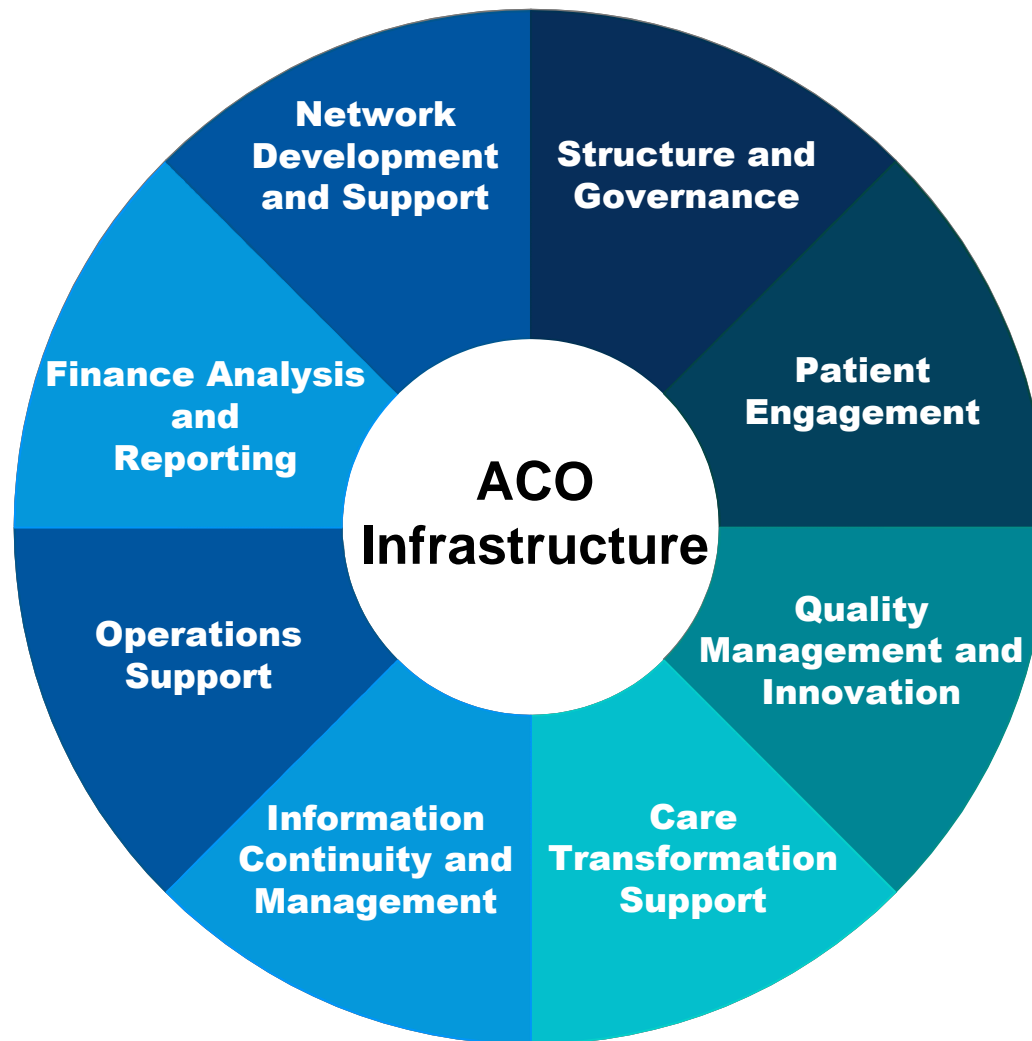 Network
Development
and Support
Structure and
Governance
Patient
Engagement
Quality
Management and
Innovation
Care
Transformation
Support
Information
Continuity and
Management
Operations
Support
Finance Analysis
and
Reporting
ACO
Infrastructure